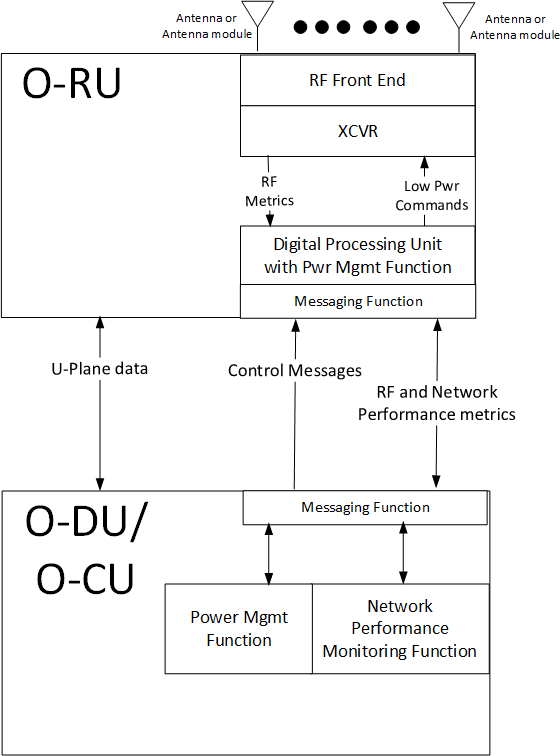 Antenna or
Antenna module
Antenna or
Antenna module
O-RU
RF Front End
XCVR
RF
Metrics
Low Pwr
Commands
Digital Processing Unit
with Pwr Mgmt Function
Messaging Function
U-Plane data
Control Messages
RF and Network
Performance metrics
O-DU/
O-CU
Messaging Function
Power Mgmt
Function
Network
Performance
Monitoring Function